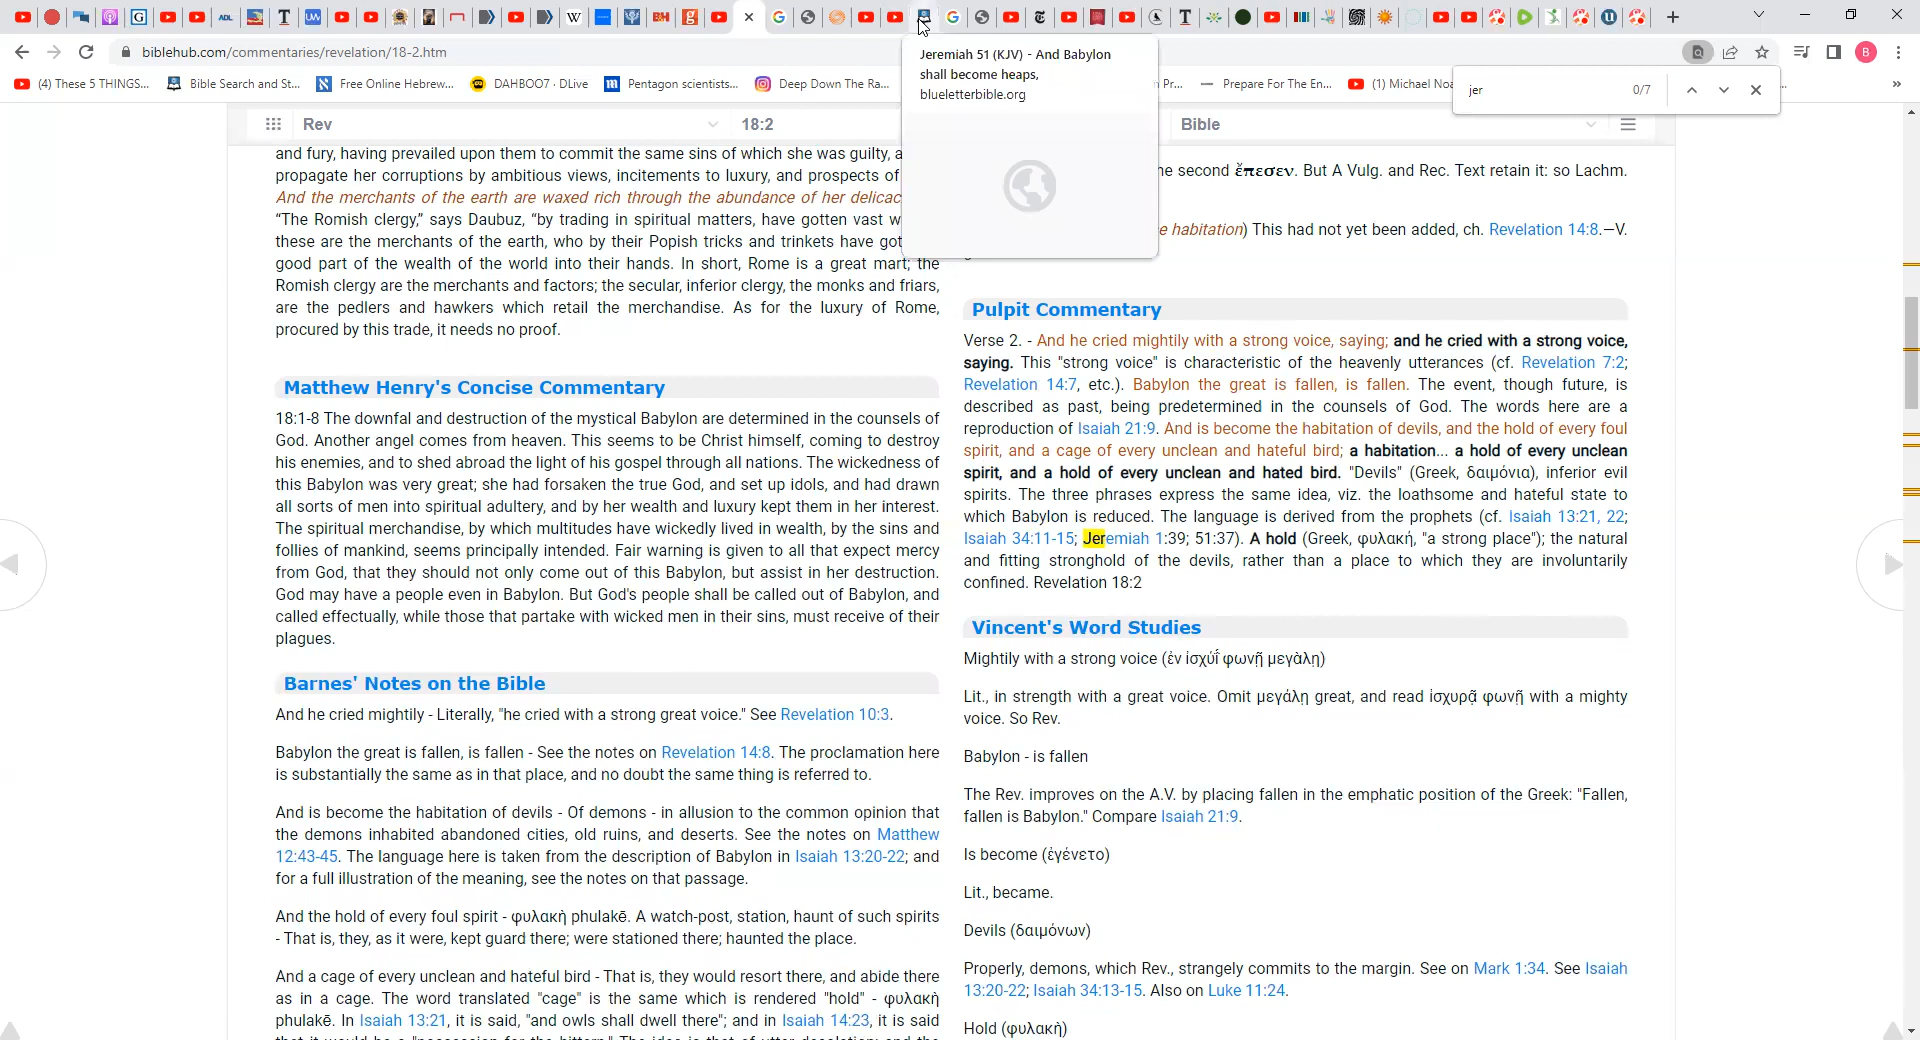 biblehub.com/commentaries/revelation/18-2.htm
B
(4) These 5 THINGS...
Bible Search and St...
Free Online Hebrew...
DAHBOO7 · DLive
Pentagon scientists...
Deep Down The Ra...
n Pr...
Prepare For The En...
(1) Michael Noa
»
Jeremiah 51 (KJV) - And Babylon
shall become heaps,
blueletterbible.org
jer
0/7
Rev
18:2
Bible
and fury, having prevailed upon them to commit the same sins of which she was guilty, a
propagate her corruptions by ambitious views, incitements to luxury, and prospects of
And the merchants of the earth are waxed rich through the abundance of her delicac
“The Romish clergy,” says Daubuz, “by trading in spiritual matters, have gotten vast w
these are the merchants of the earth, who by their Popish tricks and trinkets have got
good part of the wealth of the world into their hands. In short, Rome is a great mart; the
Romish clergy are the merchants and factors; the secular, inferior clergy, the monks and friars,
are the pedlers and hawkers which retail the merchandise. As for the luxury of Rome,
procured by this trade, it needs no proof.
Matthew Henry's Concise Commentary
18:1-8 The downfal and destruction of the mystical Babylon are determined in the counsels of
God. Another angel comes from heaven. This seems to be Christ himself, coming to destroy
his enemies, and to shed abroad the light of his gospel through all nations. The wickedness of
this Babylon was very great; she had forsaken the true God, and set up idols, and had drawn
all sorts of men into spiritual adultery, and by her wealth and luxury kept them in her interest.
The spiritual merchandise, by which multitudes have wickedly lived in wealth, by the sins and
follies of mankind, seems principally intended. Fair warning is given to all that expect mercy
from God, that they should not only come out of this Babylon, but assist in her destruction.
God may have a people even in Babylon. But God's people shall be called out of Babylon, and
called effectually, while those that partake with wicked men in their sins, must receive of their
plagues.
Barnes' Notes on the Bible
And he cried mightily - Literally, "he cried with a strong great voice." See Revelation 10:3.
Babylon the great is fallen, is fallen - See the notes on Revelation 14:8. The proclamation here
is substantially the same as in that place, and no doubt the same thing is referred to.
And is become the habitation of devils - Of demons - in allusion to the common opinion that
the demons inhabited abandoned cities, old ruins, and deserts. See the notes on Matthew
12:43-45. The language here is taken from the description of Babylon in Isaiah 13:20-22; and
for a full illustration of the meaning, see the notes on that passage.
And the hold of every foul spirit - φυλακὴ phulakē. A watch-post, station, haunt of such spirits
- That is, they, as it were, kept guard there; were stationed there; haunted the place.
And a cage of every unclean and hateful bird - That is, they would resort there, and abide there
as in a cage. The word translated "cage" is the same which is rendered "hold" - φυλακὴ
phulakē. In Isaiah 13:21, it is said, "and owls shall dwell there"; and in Isaiah 14:23, it is said
that it would be a "possession for the bittern." The idea is that of utter desolation; and the
he second ἔπεσεν. But A Vulg. and Rec. Text retain it: so Lachm.
e habitation) This had not yet been added, ch. Revelation 14:8.—V.
Pulpit Commentary
Verse 2. - And he cried mightily with a strong voice, saying; and he cried with a strong voice,
saying. This "strong voice" is characteristic of the heavenly utterances (cf. Revelation 7:2;
Revelation 14:7, etc.). Babylon the great is fallen, is fallen. The event, though future, is
described as past, being predetermined in the counsels of God. The words here are a
reproduction of Isaiah 21:9. And is become the habitation of devils, and the hold of every foul
spirit, and a cage of every unclean and hateful bird; a habitation... a hold of every unclean
spirit, and a hold of every unclean and hated bird. "Devils" (Greek, δαιμόνια), inferior evil
spirits. The three phrases express the same idea, viz. the loathsome and hateful state to
which Babylon is reduced. The language is derived from the prophets (cf. Isaiah 13:21, 22;
Isaiah 34:11-15; Jeremiah 1:39; 51:37). A hold (Greek, φυλακή, "a strong place"); the natural
and fitting stronghold of the devils, rather than a place to which they are involuntarily
confined. Revelation 18:2
Vincent's Word Studies
Mightily with a strong voice (ἐν ἰσχύΐ φωνῇ μεγὰλῃ)
Lit., in strength with a great voice. Omit μεγάλῃ great, and read ἰσχυρᾷ φωνῇ with a mighty
voice. So Rev.
Babylon - is fallen
The Rev. improves on the A.V. by placing fallen in the emphatic position of the Greek: "Fallen,
fallen is Babylon." Compare Isaiah 21:9.
Is become (ἐγένετο)
Lit., became.
Devils (δαιμόνων)
Properly, demons, which Rev., strangely commits to the margin. See on Mark 1:34. See Isaiah
13:20-22; Isaiah 34:13-15. Also on Luke 11:24.
Hold (φυλακὴ)